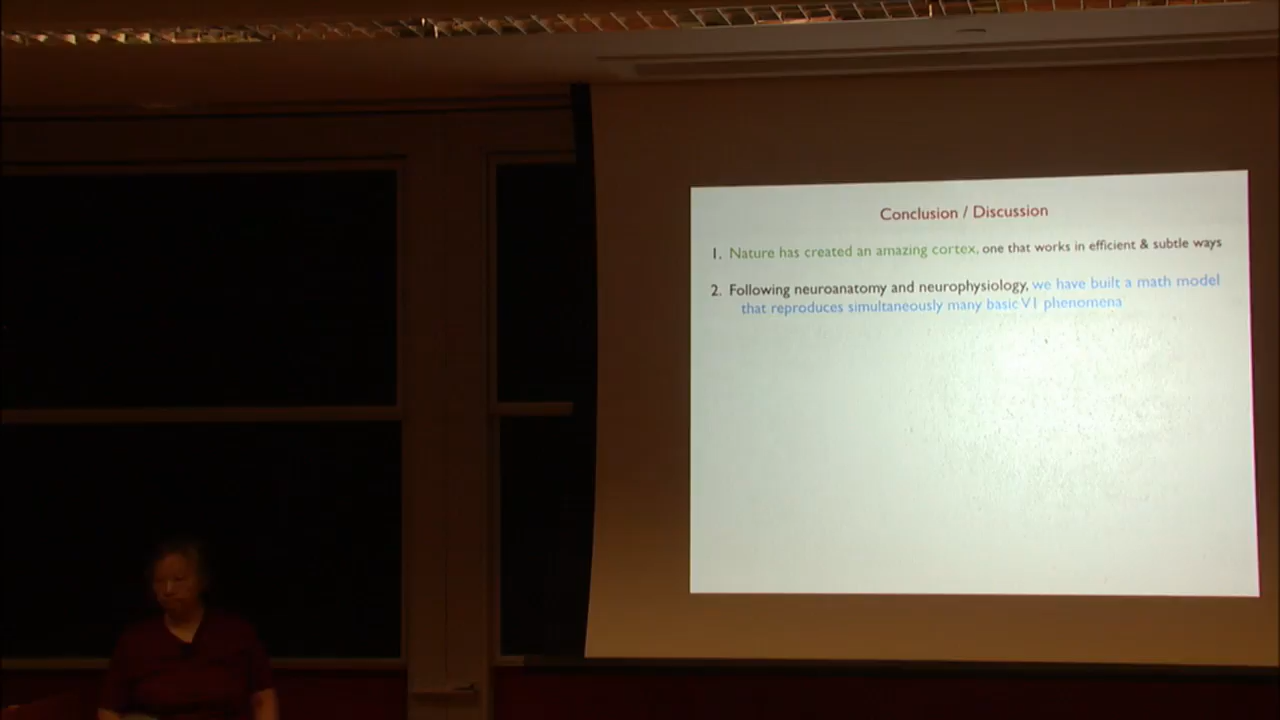 Conclusion / Discussion
1. Nature has created an amazing cortex, one that works in efficient & subtle ways
2. Following neuroanatomy and neurophysiology, we have built a math model
that reproduces simultaneously many basic V1 phenomena